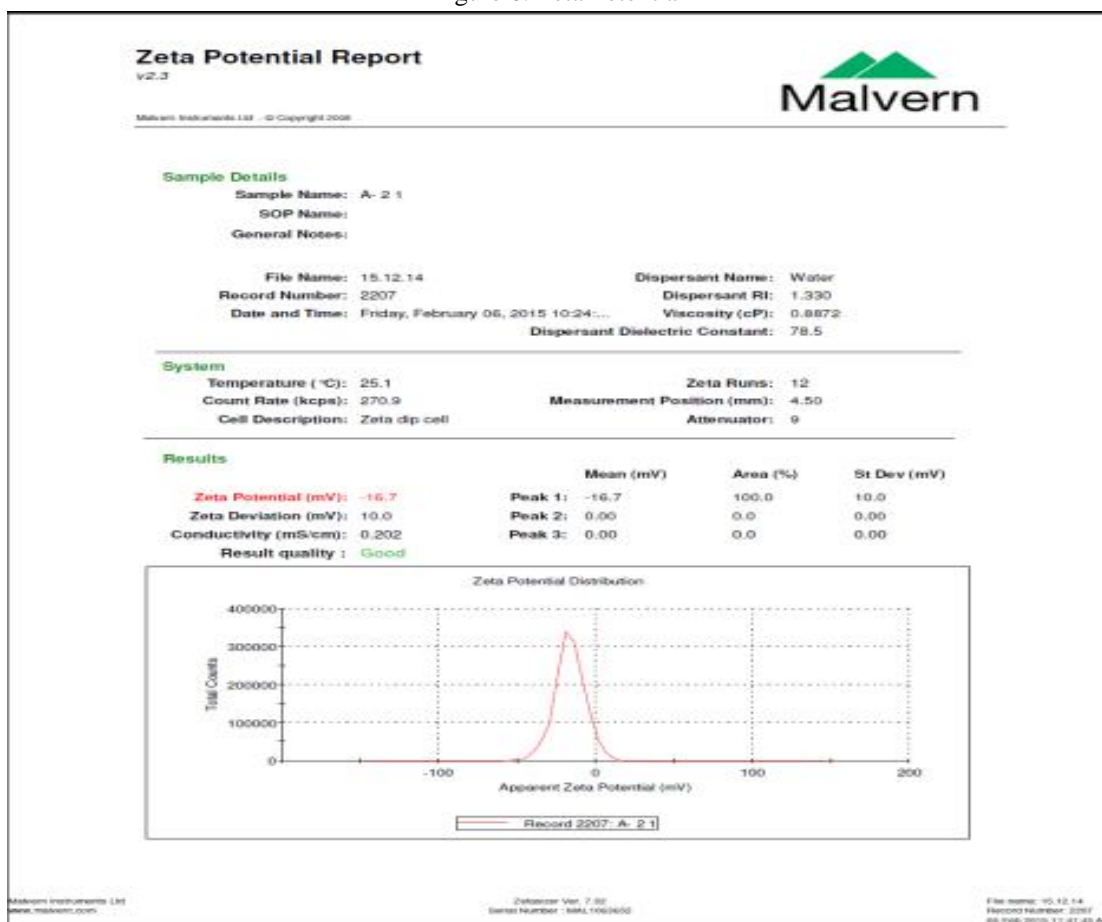 Zeta Potential Report
v2.3
Malvern
Malvern Instruments Ltd - © Copyright 2008
Sample Details
Sample Name: A- 2 1
SOP Name:
General Notes:
File Name: 15.12.14 Dispersant Name: Water
Record Number: 2207 Dispersant RI: 1.330
Date and Time: Friday, February 06, 2015 10:24:... Viscosity (cP): 0.8872
Dispersant Dielectric Constant: 78.5
System
Temperature (°C): 25.1 Zeta Runs: 12
Count Rate (kcps): 270.9 Measurement Position (mm): 4.50
Cell Description: Zeta dip cell Attenuator: 9
Results
Mean (mV) Area (%) St Dev (mV)
Zeta Potential (mV): -16.7 Peak 1: -16.7 100.0 10.0
Zeta Deviation (mV): 10.0 Peak 2: 0.00 0.0 0.00
Conductivity (mS/cm): 0.202 Peak 3: 0.00 0.0 0.00
Result quality : Good
Zeta Potential Distribution
400000
300000
200000
100000
0
Total Counts
-100 0 100 200
Apparent Zeta Potential (mV)
Record 2207: A- 2 1
Malvern Instruments Ltd Zetasizer Ver. 7.02 File name: 15.12.14
www.malvern.com Serial Number : Record Number: 2207